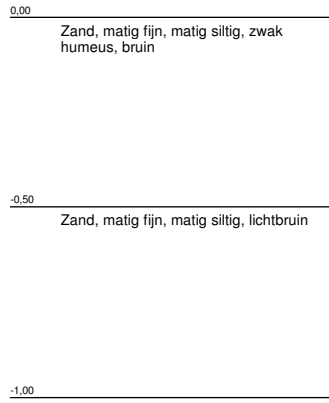 0,00
Zand, matig fijn, matig siltig, zwak
humeus, bruin
-0,50
Zand, matig fijn, matig siltig, lichtbruin
-1,00